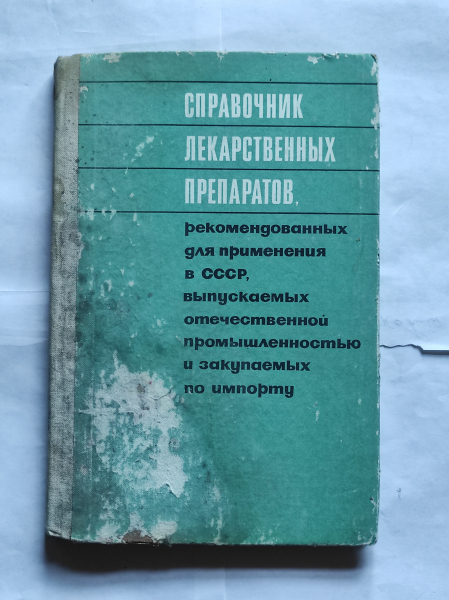 СПРАВОЧНИК
ЛЕКАРСТВЕННЫХ
ПРЕПАРАТОВ,
рекомендованных
для применения
в СССР,
выпускаемых
отечественной
промышленностью
и закупаемых
по импорту